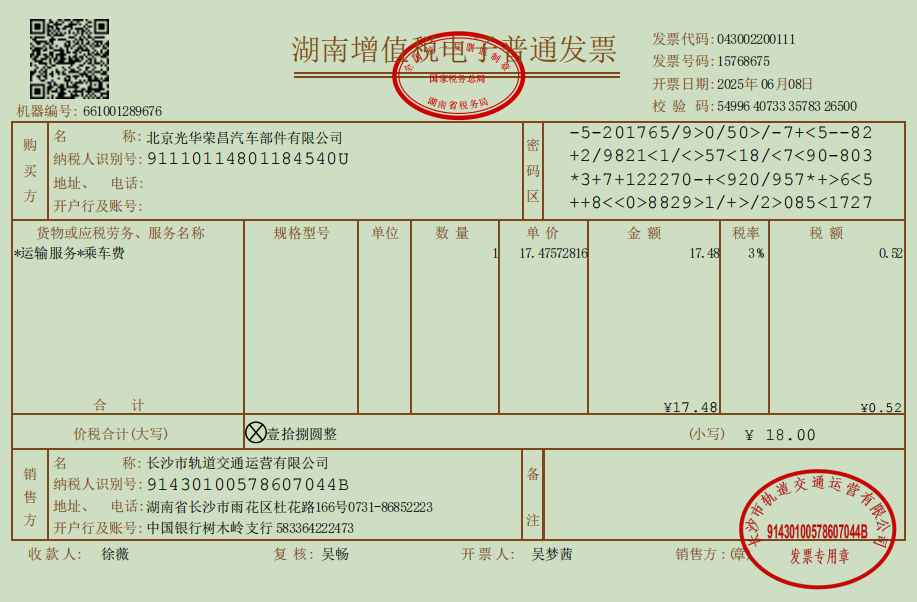 湖南增值税电子普通发票
全国统一发票监制章
国家税务总局
湖南省税务局
发票代码:043002200111
发票号码:15768675
开票日期:2025年06月08日
校 验 码:54996 40733 35783 26500
机器编号:661001289676
购买方
名 称:北京光华荣昌汽车部件有限公司
纳税人识别号:91110114801184540U
地址、 电话:
开户行及账号:
密码区
-5-201765/9>0/50>/-7+<5--82
+2/9821<1/<>57<18/<7<90-803
*3+7+122270-+<920/957*+>6<5
++8<<0>8829>1/+>/2>085<1727
货物或应税劳务、服务名称 规格型号 单位 数 量 单 价 金 额 税率 税 额
*运输服务*乘车费 1 17.47572816 17.48 3% 0.52
合 计 ¥17.48 ¥0.52
价税合计(大写) ⊗壹拾捌圆整 (小写) ¥ 18.00
销售方
名 称:长沙市轨道交通运营有限公司
纳税人识别号:91430100578607044B
地址、 电话:湖南省长沙市雨花区杜花路166号0731-86852223
开户行及账号:中国银行树木岭支行 583364222473
备注
收 款 人: 徐薇 复 核: 吴畅 开 票 人: 吴梦茜 销售方:(章)
长沙市轨道交通运营有限公司
91430100578607044B
发票专用章